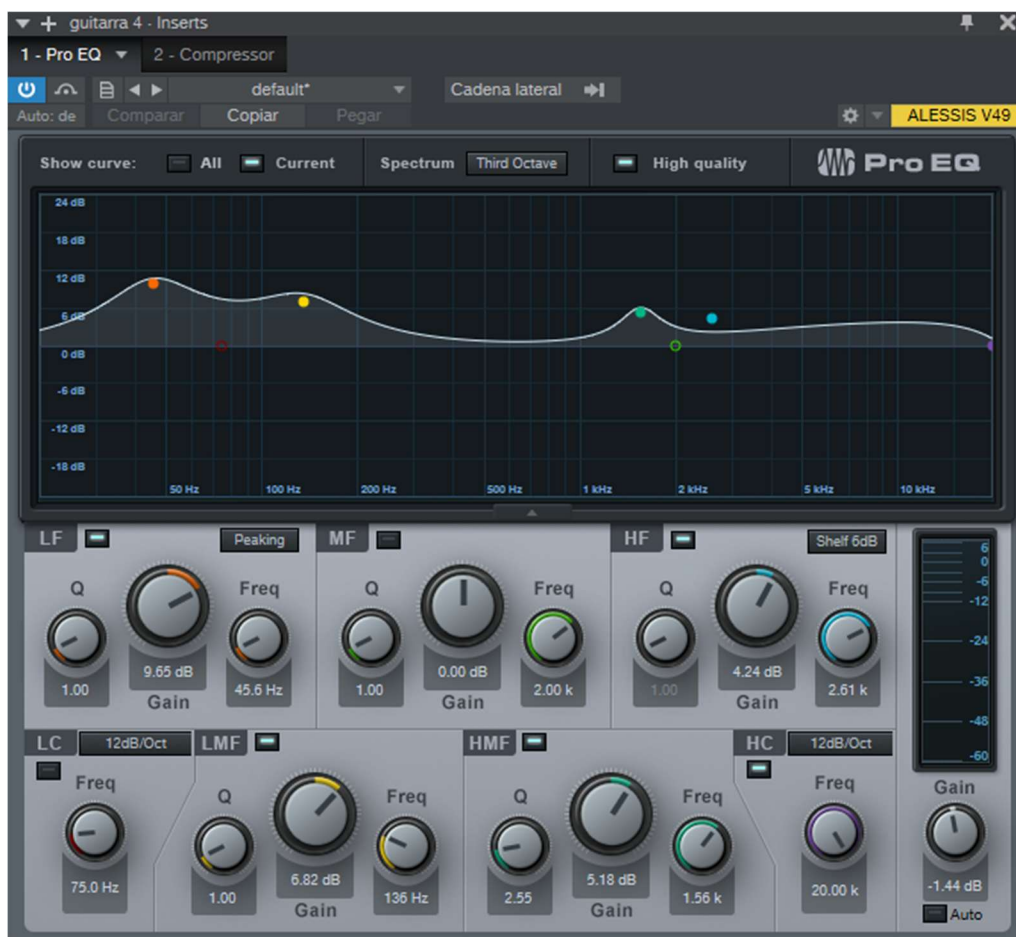 guitarra 4 - Inserts
1 - Pro EQ 2 - Compressor
default* Cadena lateral
Auto: de Comparar Copiar Pegar ALESSIS V49
Show curve: All Current Spectrum Third Octave High quality Pro EQ
24 dB
18 dB
12 dB
6 dB
0 dB
-6 dB
-12 dB
-18 dB
50 Hz 100 Hz 200 Hz 500 Hz 1 kHz 2 kHz 5 kHz 10 kHz
LF Peaking MF HF Shelf 6dB
Q Freq Q Freq Q Freq
9.65 dB 0.00 dB 4.24 dB
1.00 45.6 Hz 1.00 2.00 k 1.00 2.61 k
Gain Gain Gain
6
0
-6
-12
-24
-36
-48
-60
LC 12dB/Oct LMF HMF HC 12dB/Oct
Freq Q Freq Q Freq Freq Gain
75.0 Hz 6.82 dB 5.18 dB 20.00 k -1.44 dB
1.00 136 Hz 2.55 1.56 k
Gain Gain Auto